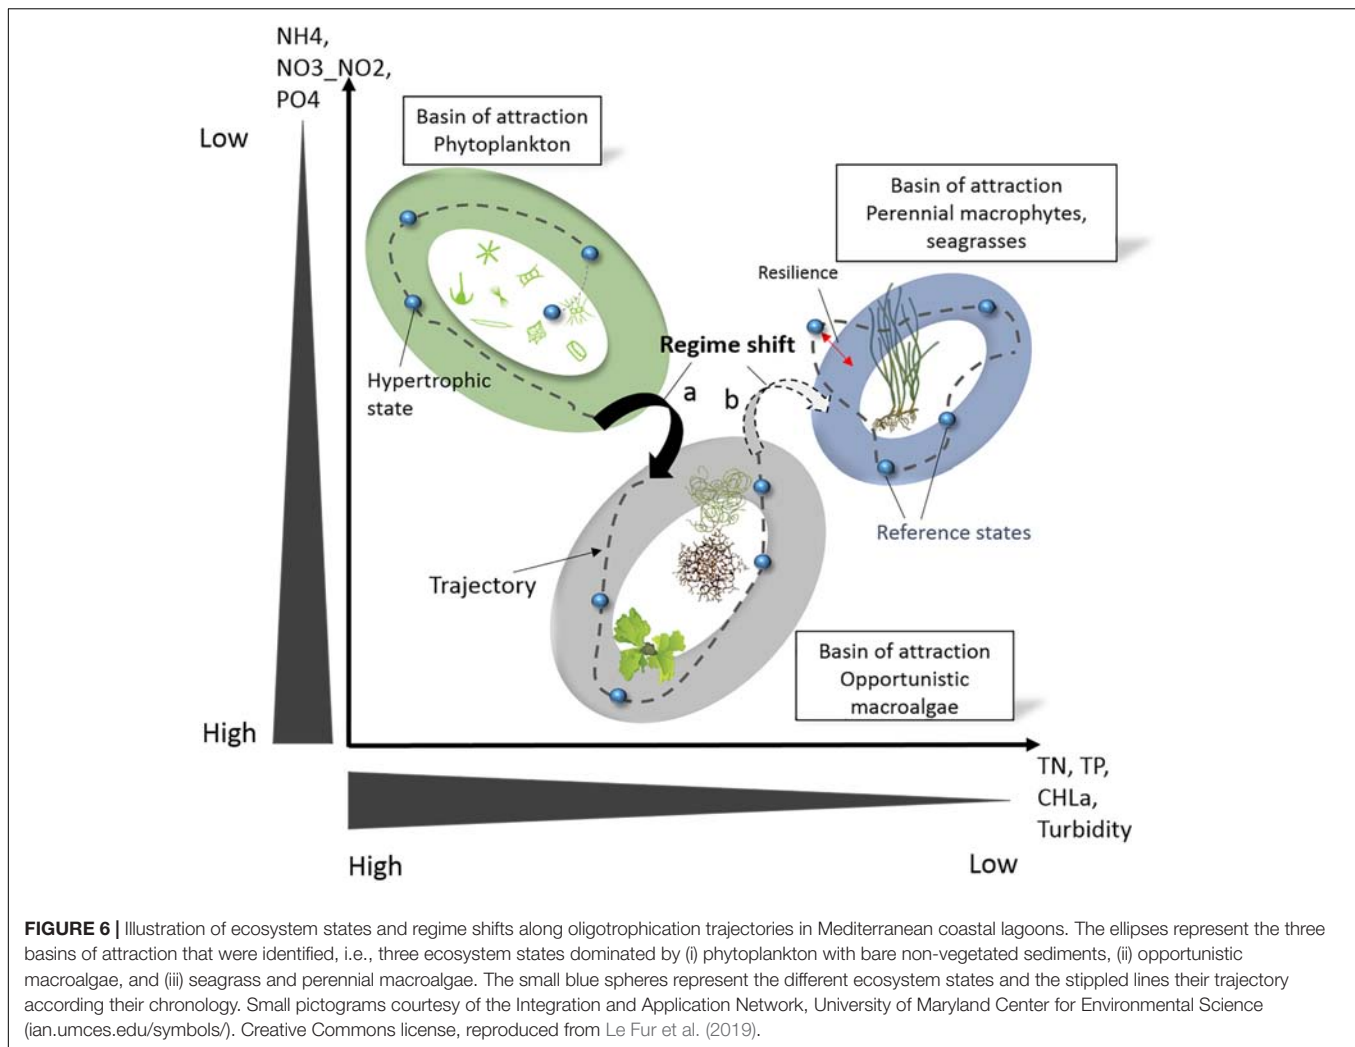 NH4,
NO3_NO2,
PO4
Low
High
Basin of attraction
Phytoplankton
Basin of attraction
Perennial macrophytes,
seagrasses
Resilience
Regime shift
a
b
Hypertrophic
state
Reference states
Trajectory
Basin of attraction
Opportunistic
macroalgae
TN, TP,
CHLa,
Turbidity
High
Low
FIGURE 6 | Illustration of ecosystem states and regime shifts along oligotrophication trajectories in Mediterranean coastal lagoons. The ellipses represent the three
basins of attraction that were identified, i.e., three ecosystem states dominated by (i) phytoplankton with bare non-vegetated sediments, (ii) opportunistic
macroalgae, and (iii) seagrass and perennial macroalgae. The small blue spheres represent the different ecosystem states and the stippled lines their trajectory
according their chronology. Small pictograms courtesy of the Integration and Application Network, University of Maryland Center for Environmental Science
(ian.umces.edu/symbols/). Creative Commons license, reproduced from Le Fur et al. (2019).